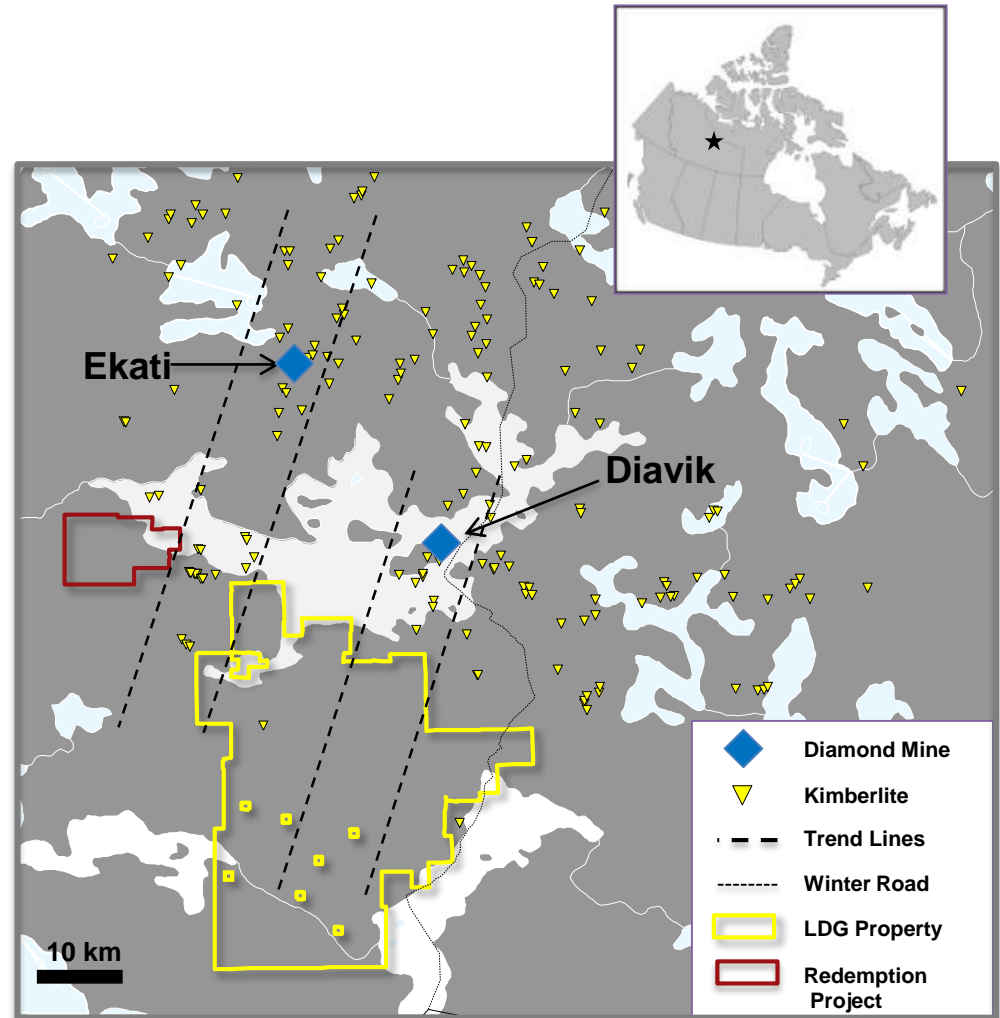 Ekati
Diavik
Diamond Mine
Kimberlite
Trend Lines
Winter Road
LDG Property
Redemption
Project
10 km